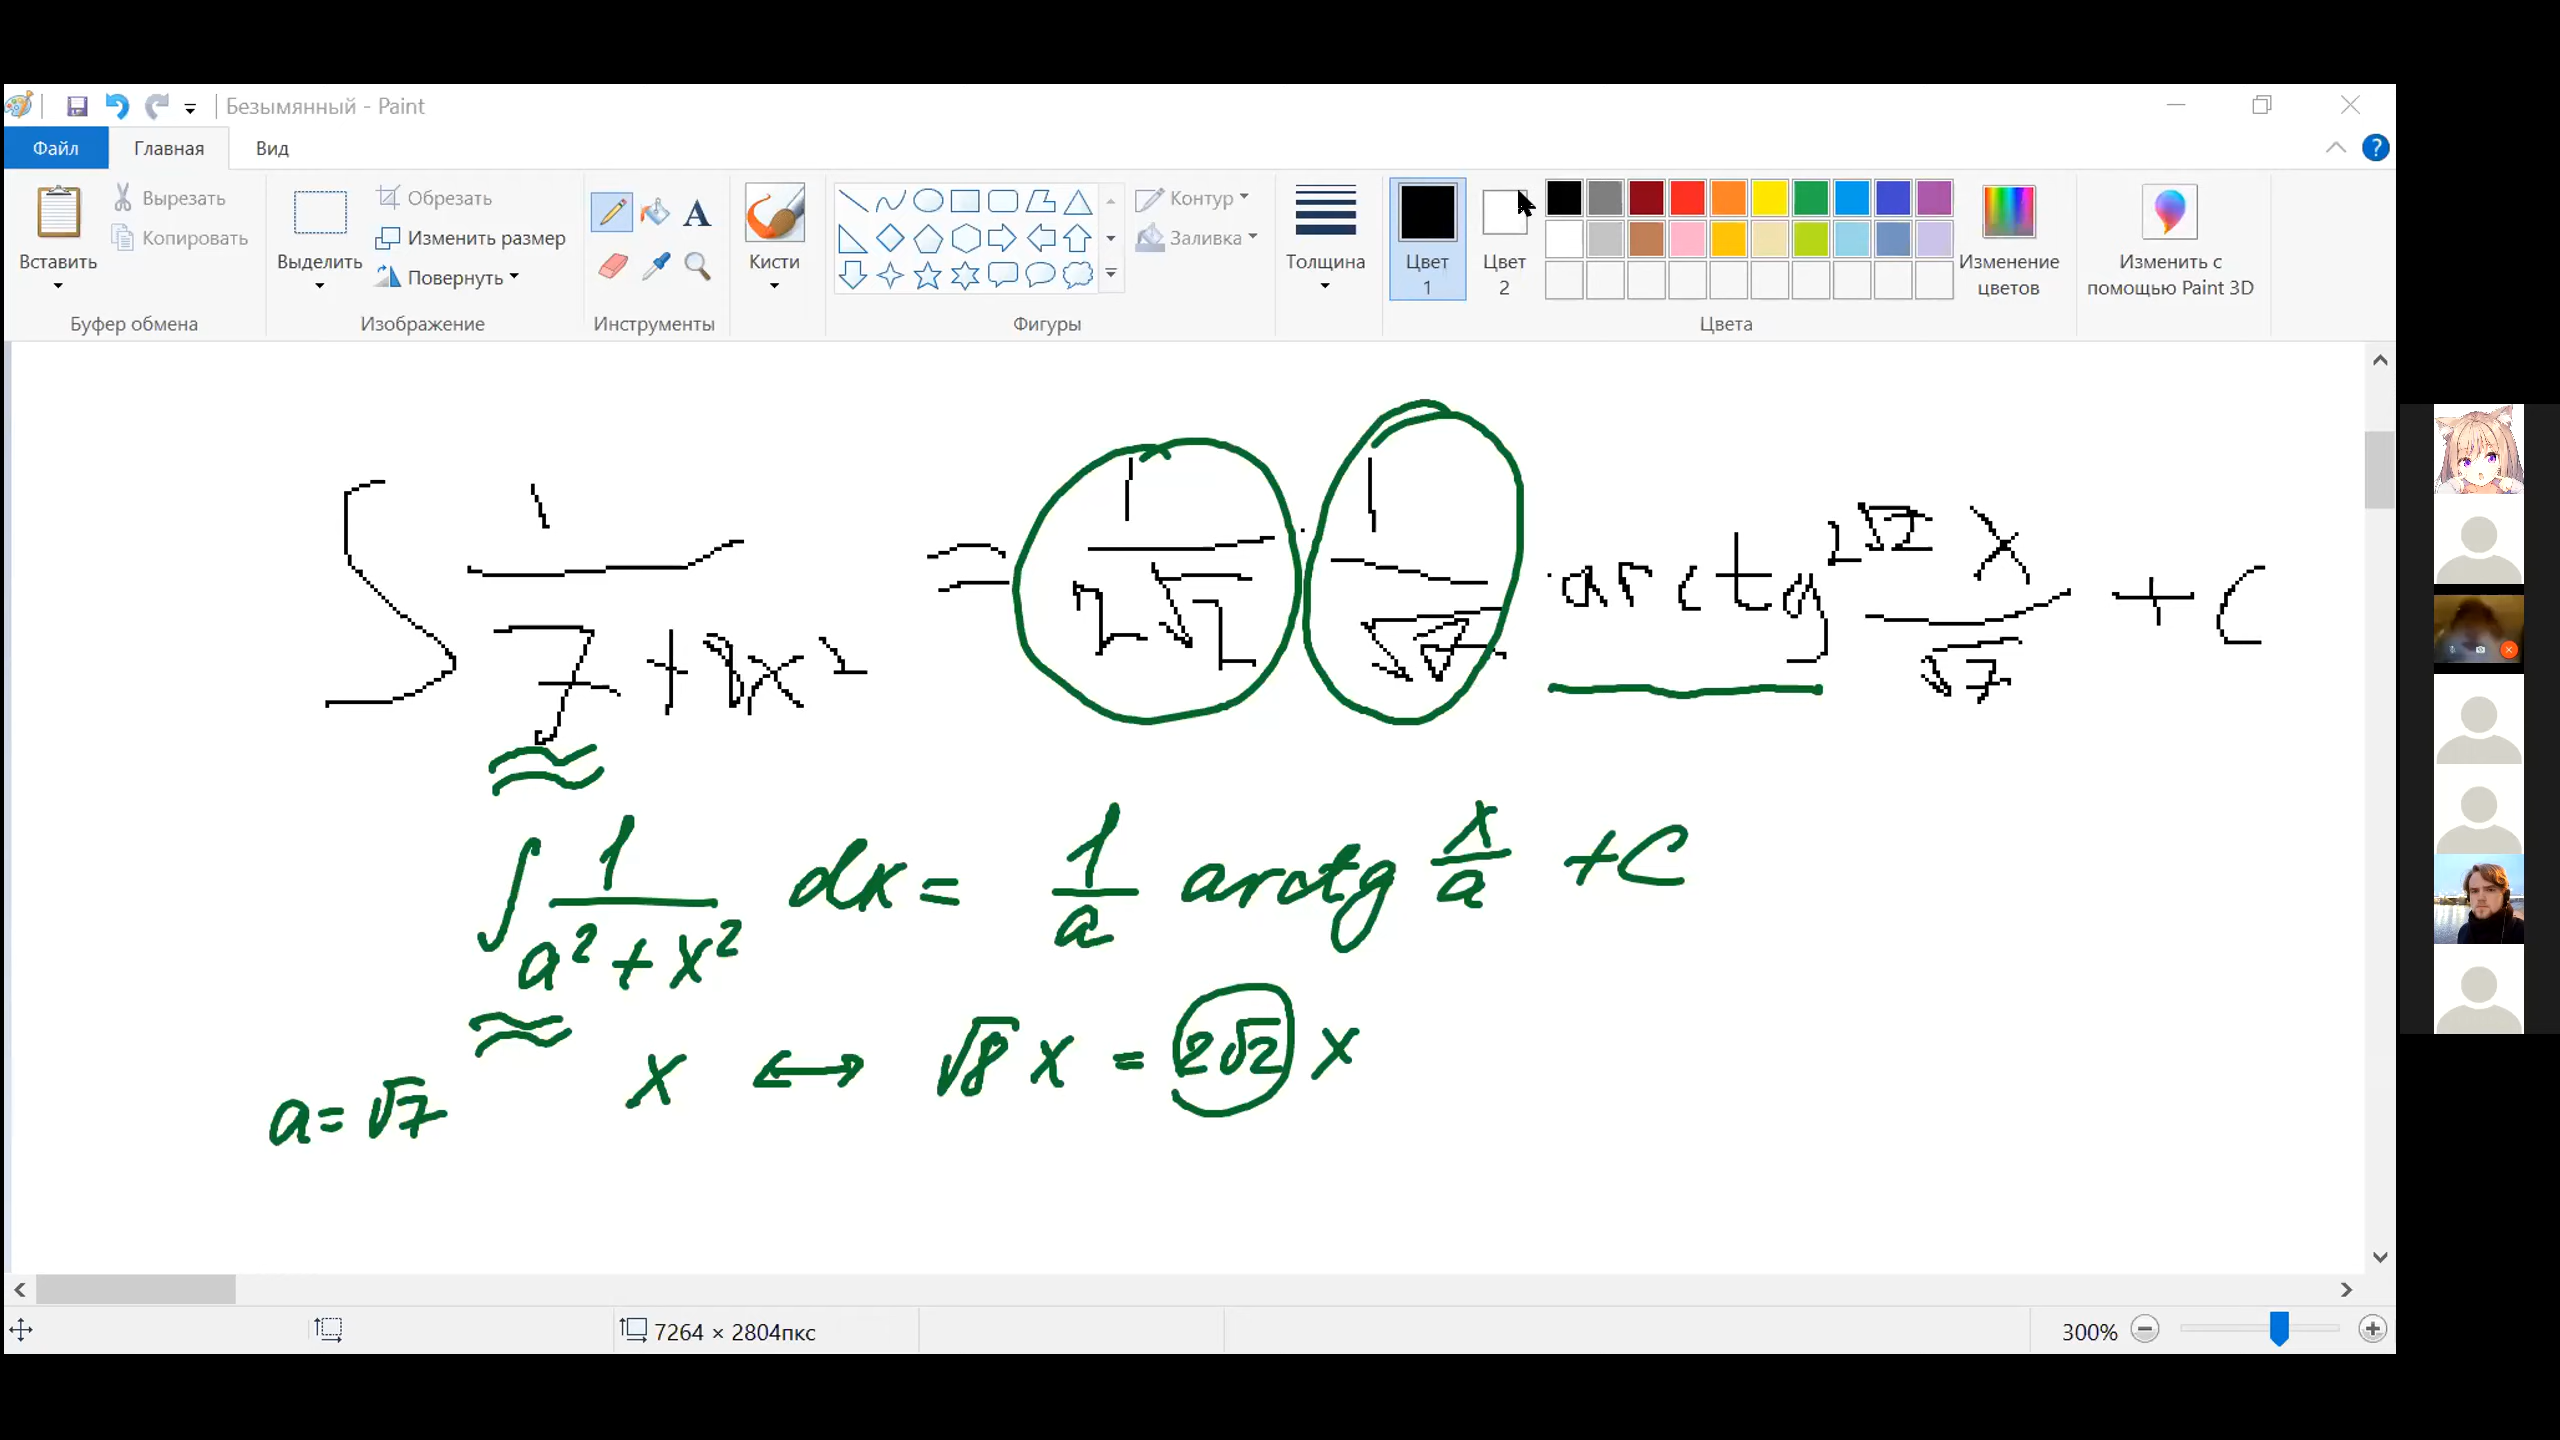 Безымянный - Paint
Файл Главная Вид
Вставить
Вырезать
Копировать
Буфер обмена
Выделить
Обрезать
Изменить размер
Повернуть
Изображение
A
Инструменты
Кисти
Фигуры
Контур
Заливка
Толщина
Цвет 1
Цвет 2
Цвета
Изменение цветов
Изменить с помощью Paint 3D
?
∫ 1/(7+8x²) = 1/(2√2) · 1/√7 · arctg (2√2 x)/√7 + C
∫ 1/(a²+x²) dx = 1/a arctg x/a + C
x ↔ √8 x = 2√2 x
a = √7
7264 × 2804пкс
300%